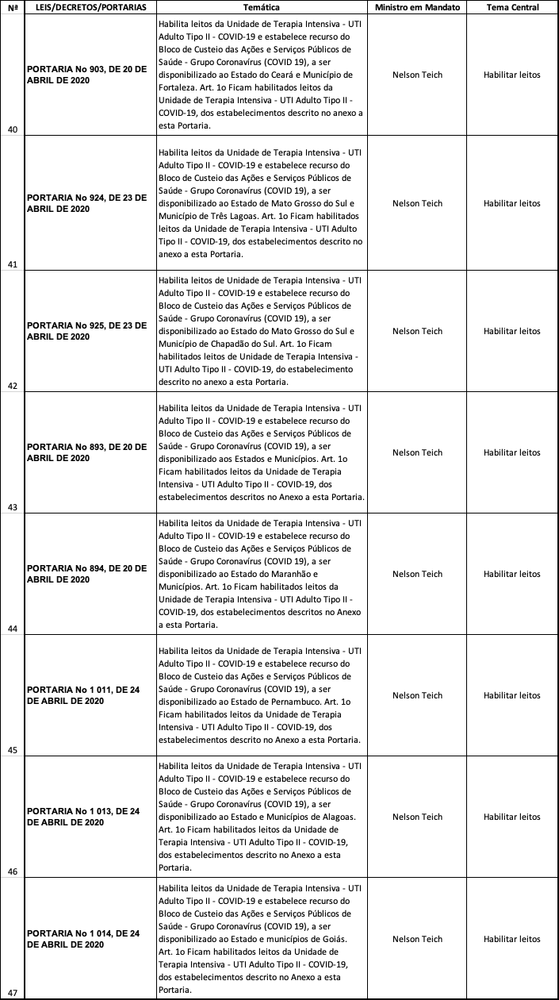 Nª LEIS/DECRETOS/PORTARIAS Temática Ministro em Mandato Tema Central
Habilita leitos da Unidade de Terapia Intensiva - UTI
Adulto Tipo II - COVID-19 e estabelece recurso do
Bloco de Custeio das Ações e Serviços Públicos de
Saúde - Grupo Coronavírus (COVID 19), a ser
disponibilizado ao Estado do Ceará e Município de
Fortaleza. Art. 1o Ficam habilitados leitos da
Unidade de Terapia Intensiva - UTI Adulto Tipo II -
COVID-19, dos estabelecimentos descrito no anexo a
esta Portaria.
PORTARIA No 903, DE 20 DE
ABRIL DE 2020
Nelson Teich
Habilitar leitos
40
Habilita leitos da Unidade de Terapia Intensiva - UTI
Adulto Tipo II - COVID-19 e estabelece recurso do
Bloco de Custeio das Ações e Serviços Públicos de
Saúde - Grupo Coronavírus (COVID 19), a ser
disponibilizado ao Estado de Mato Grosso do Sul e
Município de Três Lagoas. Art. 1o Ficam habilitados
leitos da Unidade de Terapia Intensiva - UTI Adulto
Tipo II - COVID-19, dos estabelecimentos descrito no
anexo a esta Portaria.
PORTARIA No 924, DE 23 DE
ABRIL DE 2020
Nelson Teich
Habilitar leitos
41
Habilita leitos de Unidade de Terapia Intensiva - UTI
Adulto Tipo II - COVID-19 e estabelece recurso do
Bloco de Custeio das Ações e Serviços Públicos de
Saúde - Grupo Coronavírus (COVID 19), a ser
disponibilizado ao Estado do Mato Grosso do Sul e
Município de Chapadão do Sul. Art. 1o Ficam
habilitados leitos de Unidade de Terapia Intensiva -
UTI Adulto Tipo II - COVID-19, do estabelecimento
descrito no anexo a esta Portaria.
PORTARIA No 925, DE 23 DE
ABRIL DE 2020
Nelson Teich
Habilitar leitos
42
Habilita leitos da Unidade de Terapia Intensiva - UTI
Adulto Tipo II - COVID-19 e estabelece recurso do
Bloco de Custeio das Ações e Serviços Públicos de
Saúde - Grupo Coronavírus (COVID 19), a ser
disponibilizado aos Estados e Municípios. Art. 1o
Ficam habilitados leitos da Unidade de Terapia
Intensiva - UTI Adulto Tipo II - COVID-19, dos
estabelecimentos descritos no Anexo a esta Portaria.
PORTARIA No 893, DE 20 DE
ABRIL DE 2020
Nelson Teich
Habilitar leitos
43
Habilita leitos da Unidade de Terapia Intensiva - UTI
Adulto Tipo II - COVID-19 e estabelece recurso do
Bloco de Custeio das Ações e Serviços Públicos de
Saúde - Grupo Coronavírus (COVID 19), a ser
disponibilizado ao Estado do Maranhão e
Municípios. Art. 1o Ficam habilitados leitos da
Unidade de Terapia Intensiva - UTI Adulto Tipo II -
COVID-19, dos estabelecimentos descritos no Anexo
a esta Portaria.
PORTARIA No 894, DE 20 DE
ABRIL DE 2020
Nelson Teich
Habilitar leitos
44
Habilita leitos da Unidade de Terapia Intensiva - UTI
Adulto Tipo II - COVID-19 e estabelece recurso do
Bloco de Custeio das Ações e Serviços Públicos de
Saúde - Grupo Coronavírus (COVID 19), a ser
disponibilizado ao Estado de Pernambuco. Art. 1o
Ficam habilitados leitos da Unidade de Terapia
Intensiva - UTI Adulto Tipo II - COVID-19, dos
estabelecimentos descrito no Anexo a esta Portaria.
PORTARIA No 1 011, DE 24
DE ABRIL DE 2020
Nelson Teich
Habilitar leitos
45
Habilita leitos da Unidade de Terapia Intensiva - UTI
Adulto Tipo II - COVID-19 e estabelece recurso do
Bloco de Custeio das Ações e Serviços Públicos de
Saúde - Grupo Coronavírus (COVID 19), a ser
disponibilizado ao Estado e Municípios de Alagoas.
Art. 1o Ficam habilitados leitos da Unidade de
Terapia Intensiva - UTI Adulto Tipo II - COVID-19,
dos estabelecimentos descrito no Anexo a esta
Portaria.
PORTARIA No 1 013, DE 24
DE ABRIL DE 2020
Nelson Teich
Habilitar leitos
46
Habilita leitos da Unidade de Terapia Intensiva - UTI
Adulto Tipo II - COVID-19 e estabelece recurso do
Bloco de Custeio das Ações e Serviços Públicos de
Saúde - Grupo Coronavírus (COVID 19), a ser
disponibilizado ao Estado e municípios de Goiás.
Art. 1o Ficam habilitados leitos da Unidade de
Terapia Intensiva - UTI Adulto Tipo II - COVID-19,
dos estabelecimentos descrito no Anexo a esta
Portaria.
PORTARIA No 1 014, DE 24
DE ABRIL DE 2020
Nelson Teich
Habilitar leitos
47